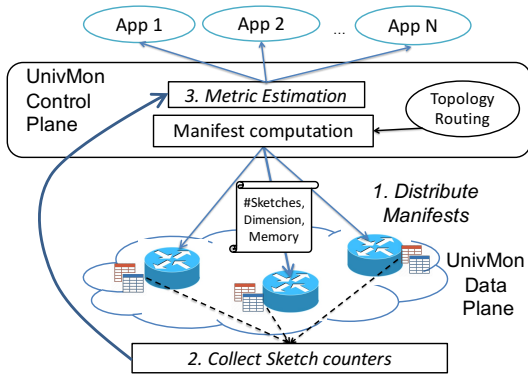 App 1
App 2
...
App N
UnivMon
Control
Plane
3. Metric Estimation
Manifest computation
Topology
Routing
#Sketches,
Dimension,
Memory
1. Distribute
Manifests
UnivMon
Data
Plane
2. Collect Sketch counters